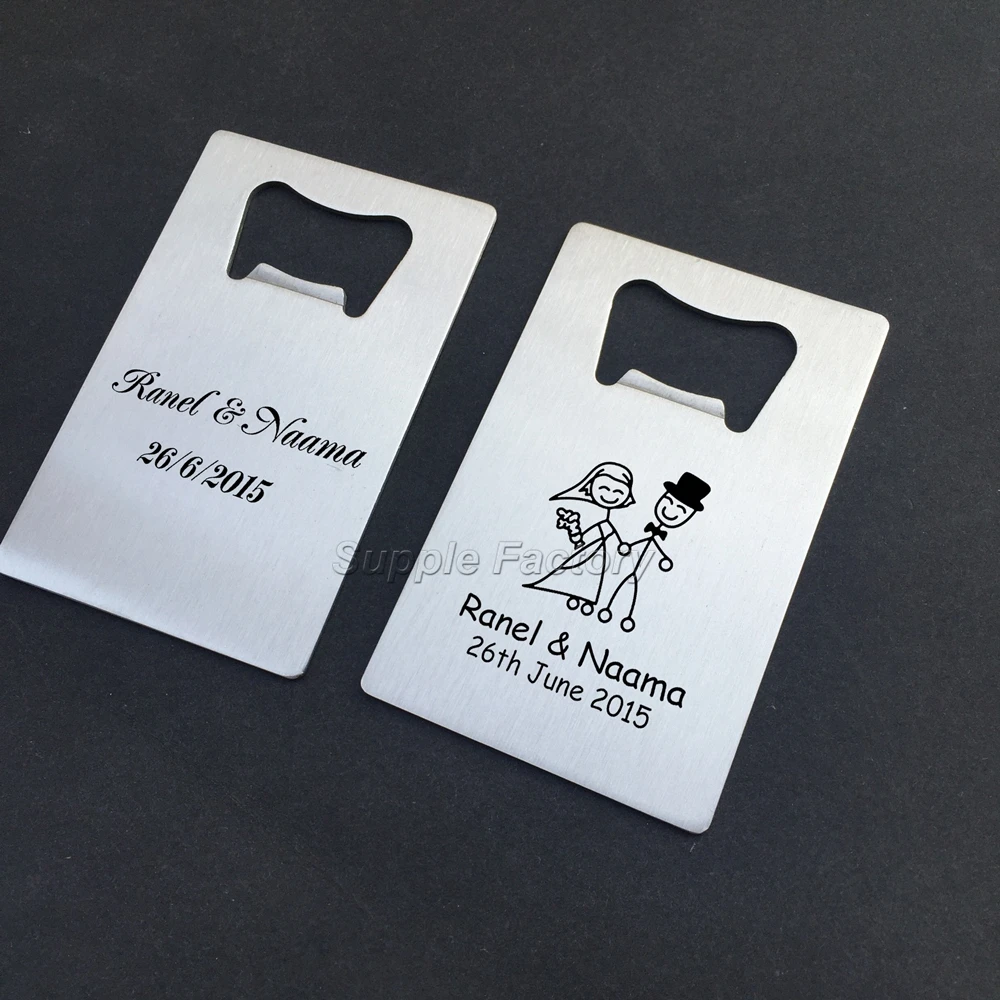 Ranel & Naama
26/6/2015
Supple Factory
Ranel & Naama
26th June 2015